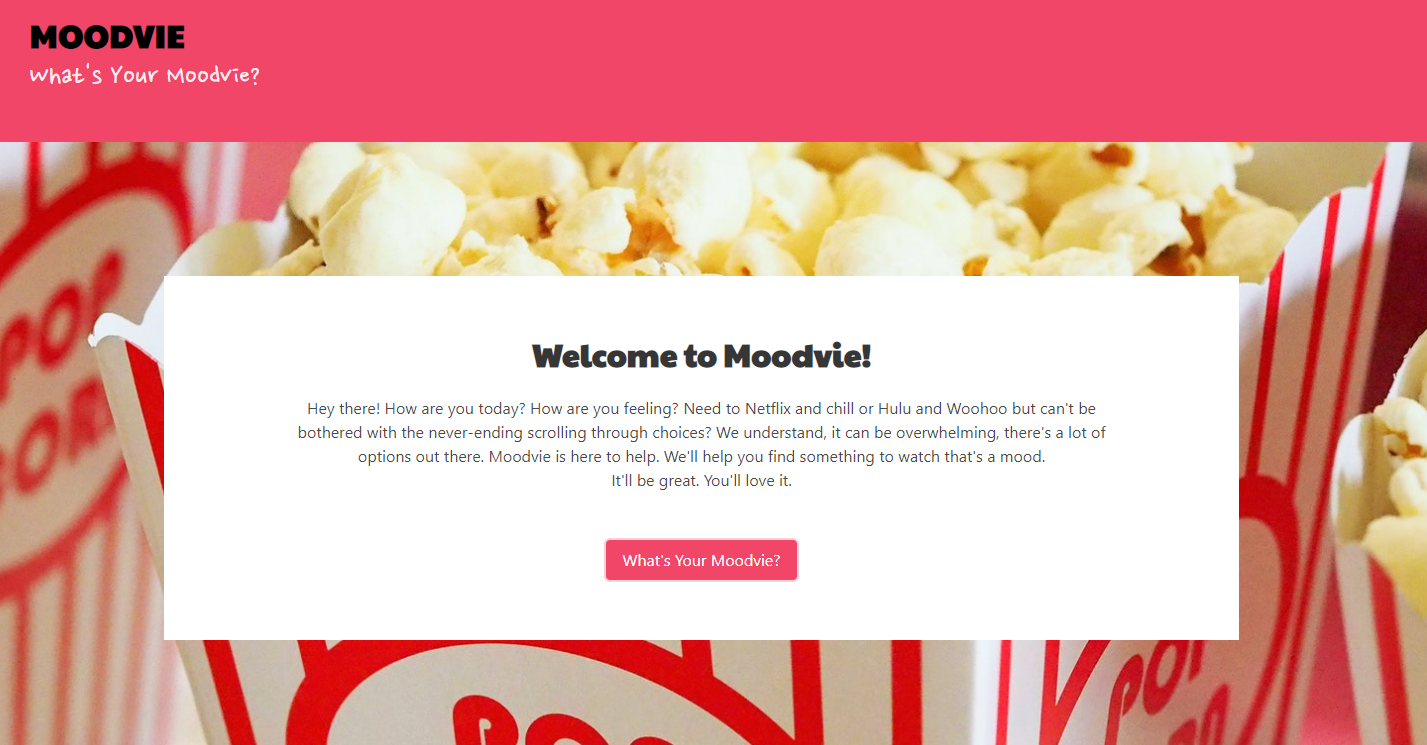 MOODVIE
What's Your Moodvie?
POP
CORN
Welcome to Moodvie!
Hey there! How are you today? How are you feeling? Need to Netflix and chill or Hulu and Woohoo but can't be
bothered with the never-ending scrolling through choices? We understand, it can be overwhelming, there's a lot of
options out there. Moodvie is here to help. We'll help you find something to watch that's a mood.
It'll be great. You'll love it.
What's Your Moodvie?
POP